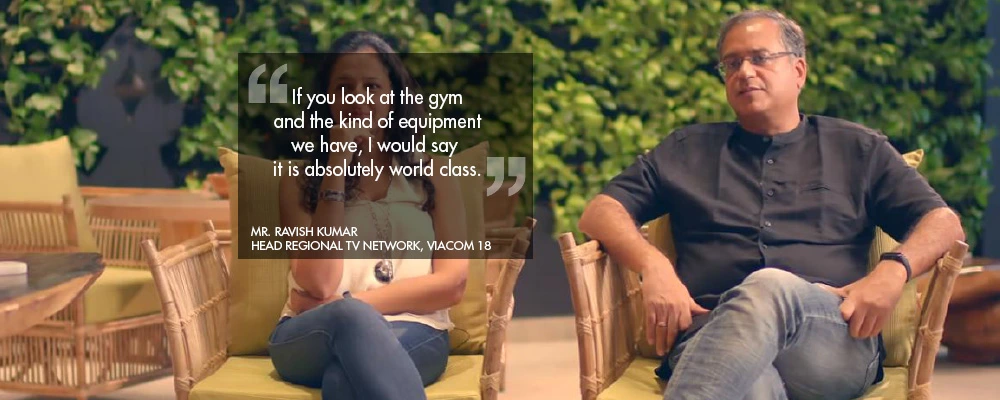 “ If you look at the gym
and the kind of equipment
we have, I would say
it is absolutely world class. ”
MR. RAVISH KUMAR
HEAD REGIONAL TV NETWORK, VIACOM 18